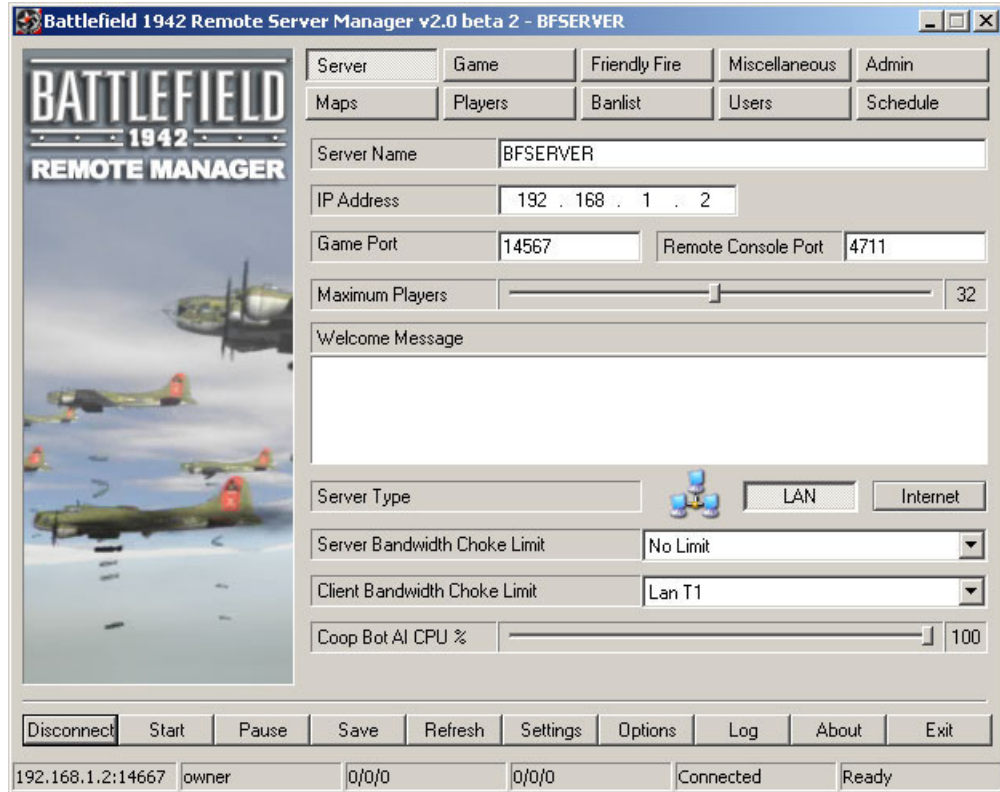 Battlefield 1942 Remote Server Manager v2.0 beta 2 - BFSERVER
BATTLEFIELD
1942
REMOTE MANAGER
Server Game Friendly Fire Miscellaneous Admin
Maps Players Banlist Users Schedule
Server Name BFSERVER
IP Address 192 . 168 . 1 . 2
Game Port 14567 Remote Console Port 4711
Maximum Players 32
Welcome Message
Server Type LAN Internet
Server Bandwidth Choke Limit No Limit
Client Bandwidth Choke Limit Lan T1
Coop Bot AI CPU % 100
Disconnect Start Pause Save Refresh Settings Options Log About Exit
192.168.1.2:14667 owner 0/0/0 0/0/0 Connected Ready